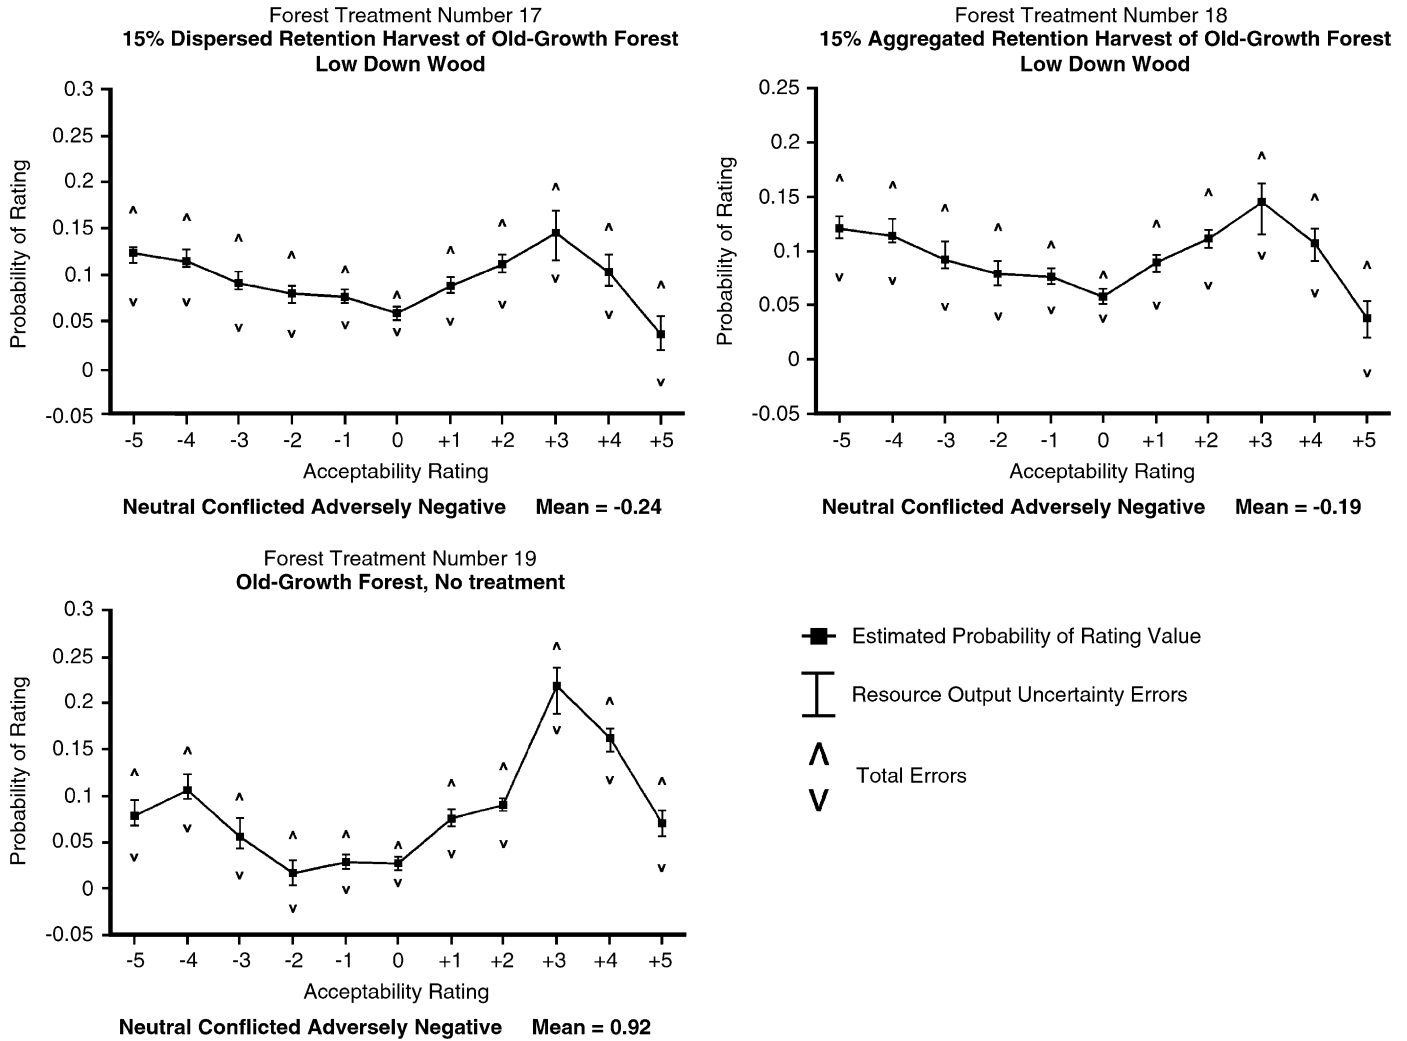 Forest Treatment Number 17
15% Dispersed Retention Harvest of Old-Growth Forest
Low Down Wood
0.3
0.25
0.2
0.15
0.1
0.05
0
-0.05
Probability of Rating
-5 -4 -3 -2 -1 0 +1 +2 +3 +4 +5
Acceptability Rating
Neutral Conflicted Adversely Negative Mean = -0.24
Forest Treatment Number 18
15% Aggregated Retention Harvest of Old-Growth Forest
Low Down Wood
0.25
0.2
0.15
0.1
0.05
0
-0.05
Probability of Rating
-5 -4 -3 -2 -1 0 +1 +2 +3 +4 +5
Acceptability Rating
Neutral Conflicted Adversely Negative Mean = -0.19
Forest Treatment Number 19
Old-Growth Forest, No treatment
0.3
0.25
0.2
0.15
0.1
0.05
0
-0.05
Probability of Rating
-5 -4 -3 -2 -1 0 +1 +2 +3 +4 +5
Acceptability Rating
Neutral Conflicted Adversely Negative Mean = 0.92
Estimated Probability of Rating Value
Resource Output Uncertainty Errors
Total Errors